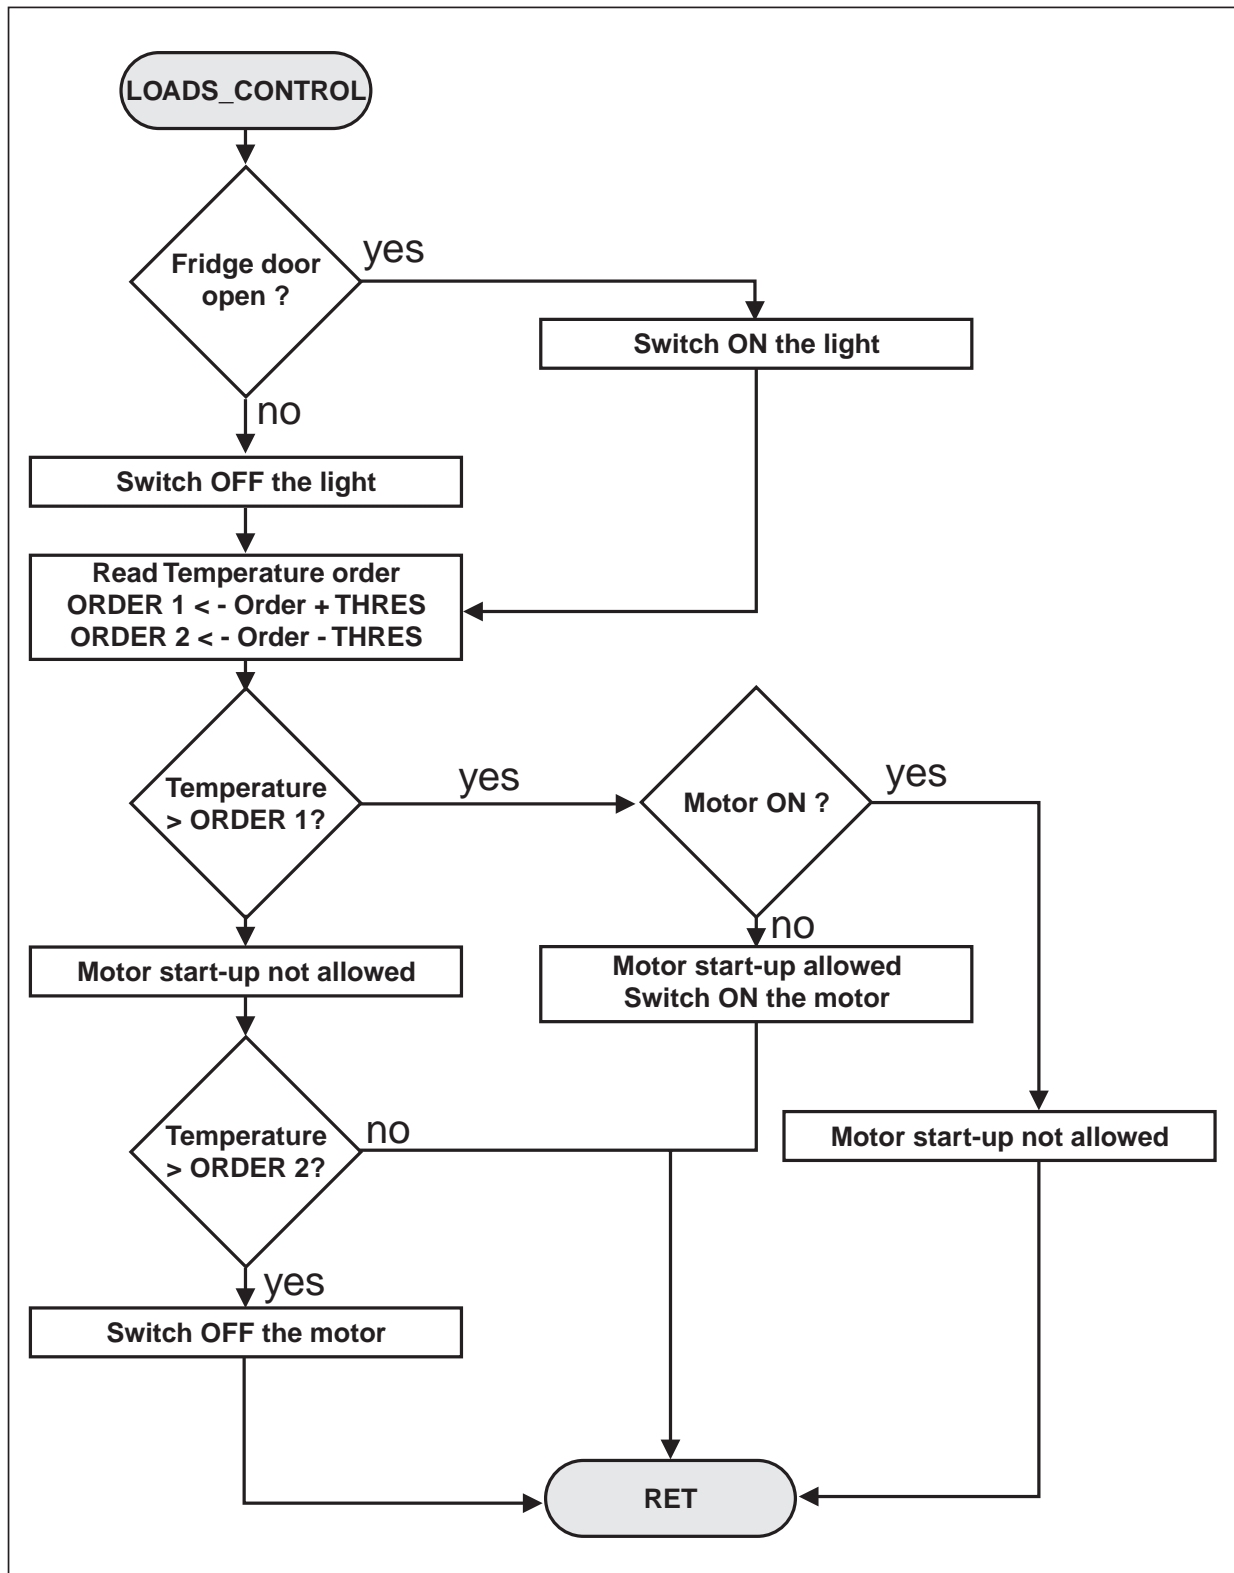 LOADS_CONTROL
Fridge door
open ?
yes
Switch ON the light
no
Switch OFF the light
Read Temperature order
ORDER 1 < - Order + THRES
ORDER 2 < - Order - THRES
Temperature
> ORDER 1?
yes
Motor ON ?
yes
no
Motor start-up not allowed
Motor start-up allowed
Switch ON the motor
Temperature
> ORDER 2?
no
Motor start-up not allowed
yes
Switch OFF the motor
RET